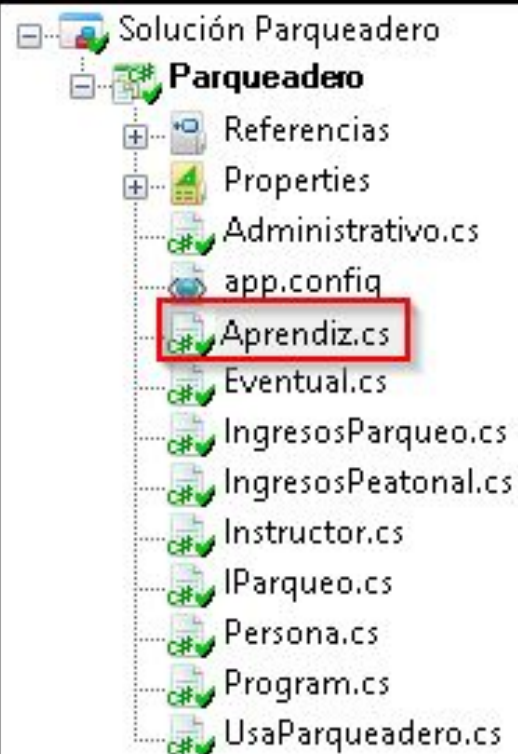 Solución Parqueadero
C# Parqueadero
Referencias
Properties
C# Administrativo.cs
app.config
C# Aprendiz.cs
C# Eventual.cs
C# IngresosParqueo.cs
C# IngresosPeatonal.cs
C# Instructor.cs
C# IParqueo.cs
C# Persona.cs
C# Program.cs
C# UsaParqueadero.cs